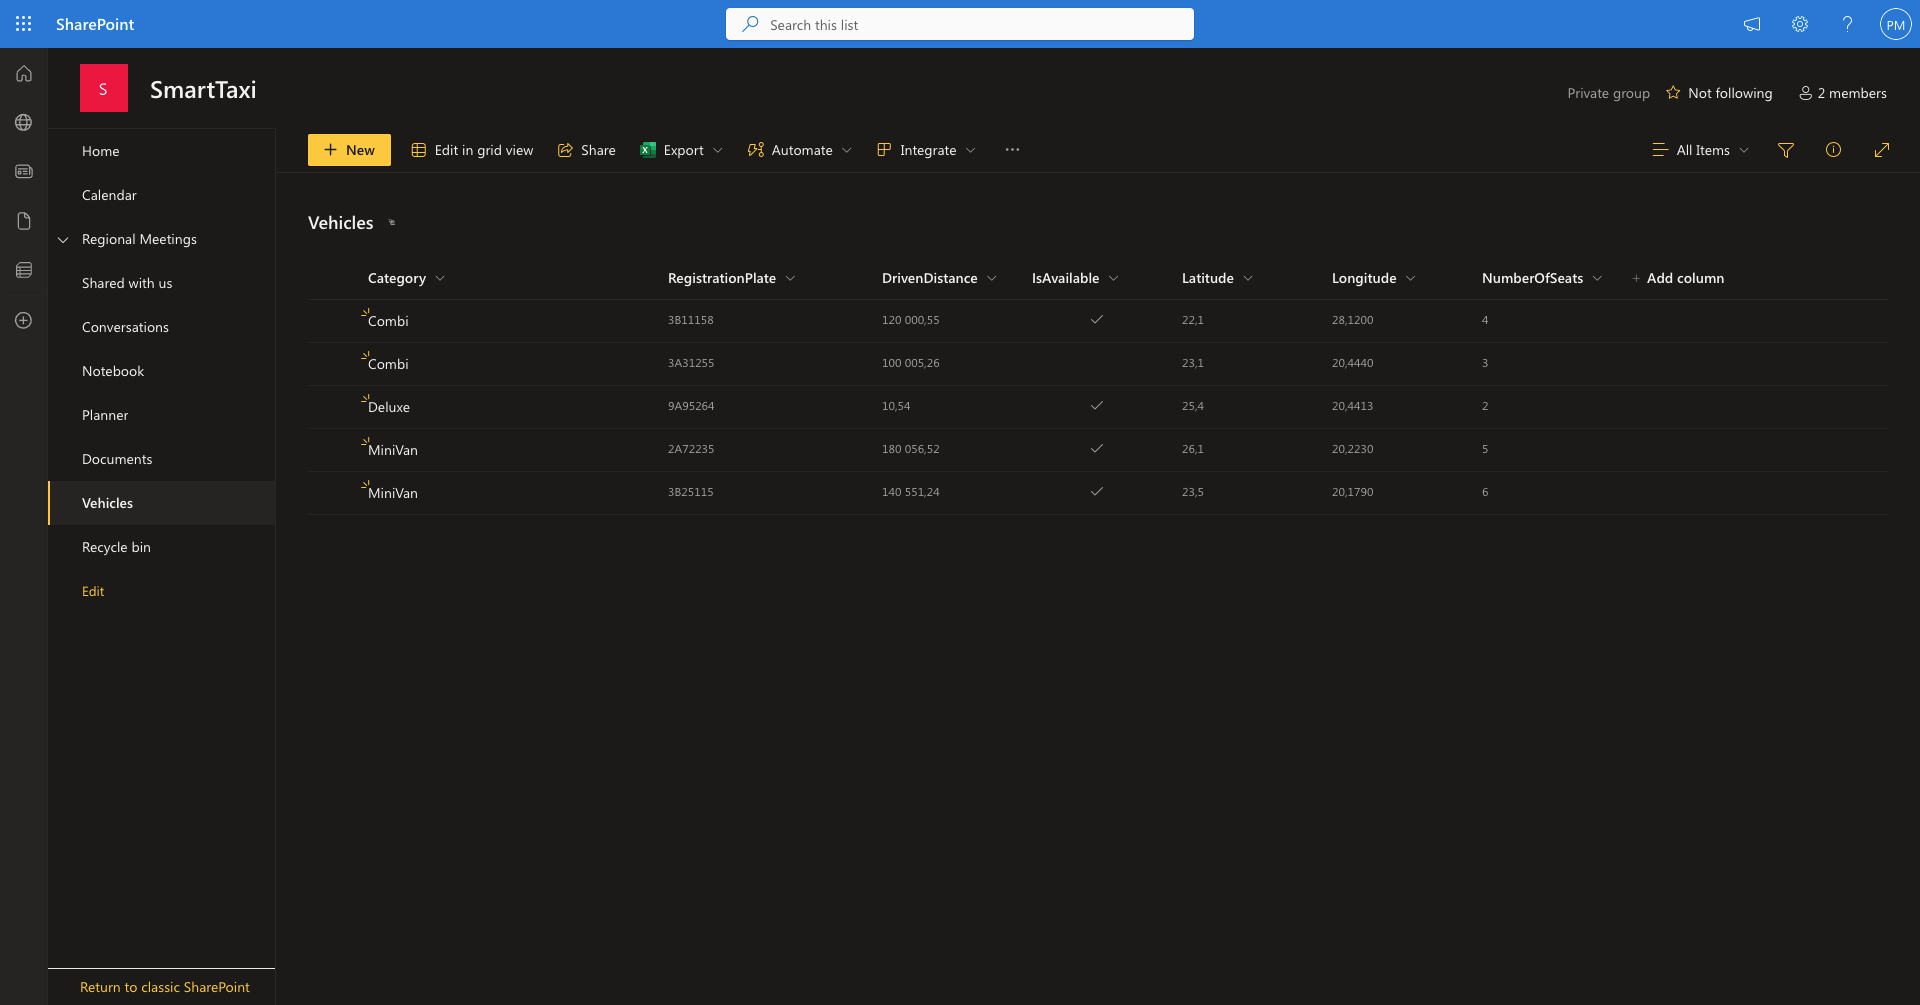 SharePoint
Search this list
PM
S
SmartTaxi
Private group
Not following
2 members
Home
Calendar
Regional Meetings
Shared with us
Conversations
Notebook
Planner
Documents
Vehicles
Recycle bin
Edit
Return to classic SharePoint
New
Edit in grid view
Share
Export
Automate
Integrate
All Items
Vehicles
Category RegistrationPlate DrivenDistance IsAvailable Latitude Longitude NumberOfSeats Add column
Combi 3B11158 120 000,55 22,1 28,1200 4
Combi 3A31255 100 005,26 23,1 20,4440 3
Deluxe 9A95264 10,54 25,4 20,4413 2
MiniVan 2A72235 180 056,52 26,1 20,2230 5
MiniVan 3B25115 140 551,24 23,5 20,1790 6